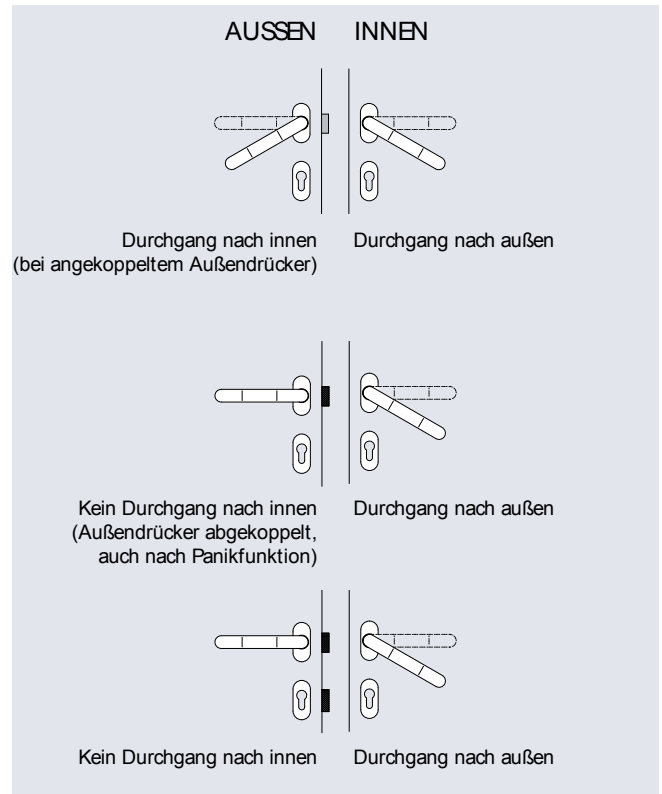 AUSSEN INNEN
Durchgang nach innen
(bei angekoppeltem Außendrücker)
Durchgang nach außen
Kein Durchgang nach innen
(Außendrücker abgekoppelt,
auch nach Panikfunktion)
Durchgang nach außen
Kein Durchgang nach innen
Durchgang nach außen